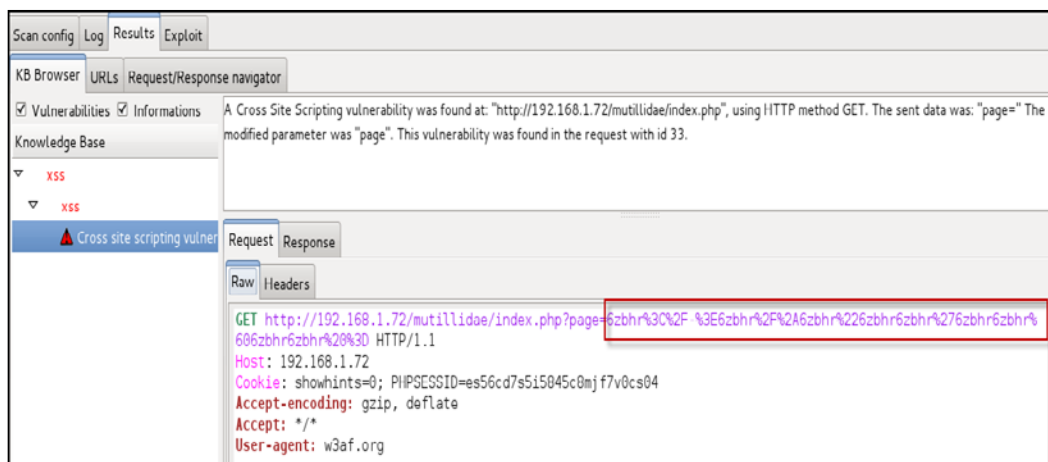 Scan config Log Results Exploit
KB Browser URLs Request/Response navigator
Vulnerabilities Informations
Knowledge Base
xss
xss
Cross site scripting vulner
A Cross Site Scripting vulnerability was found at: "http://192.168.1.72/mutillidae/index.php", using HTTP method GET. The sent data was: "page=" The
modified parameter was "page". This vulnerability was found in the request with id 33.
Request Response
Raw Headers
GET http://192.168.1.72/mutillidae/index.php?page=6zbhr%3C%2F-%3E6zbhr%2F%2A6zbhr%226zbhr6zbhr%276zbhr6zbhr%
606zbhr6zbhr%20%3D HTTP/1.1
Host: 192.168.1.72
Cookie: showhints=0; PHPSESSID=es56cd7s5i5845c8mjf7v0cs04
Accept-encoding: gzip, deflate
Accept: */*
User-agent: w3af.org